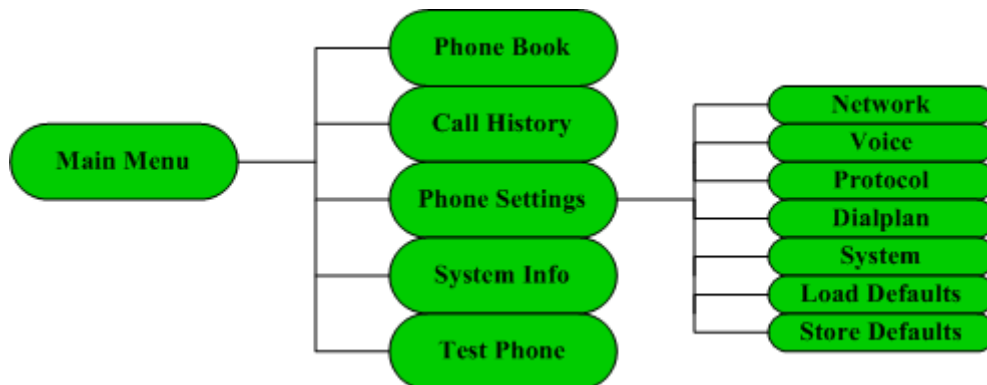 Main Menu
Phone Book
Call History
Phone Settings
System Info
Test Phone
Network
Voice
Protocol
Dialplan
System
Load Defaults
Store Defaults